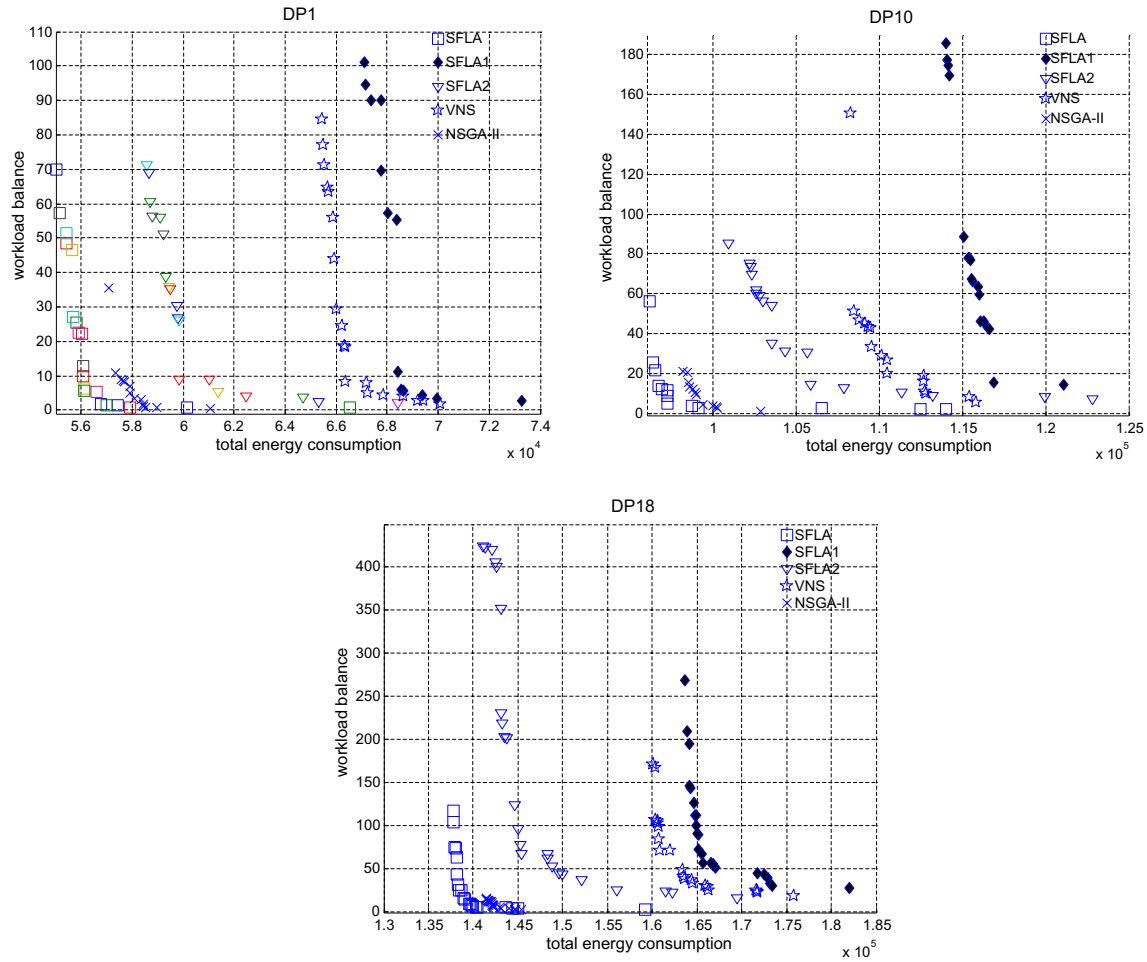 DP1
110
100
90
80
70
60
50
40
30
20
10
0
workload balance
SFLA
SFLA1
SFLA2
VNS
NSGA-II
5.6 5.8 6 6.2 6.4 6.6 6.8 7 7.2 7.4
total energy consumption
x 10^4
DP10
180
160
140
120
100
80
60
40
20
0
workload balance
SFLA
SFLA1
SFLA2
VNS
NSGA-II
1 1.05 1.1 1.15 1.2 1.25
total energy consumption
x 10^5
DP18
400
350
300
250
200
150
100
50
0
workload balance
SFLA
SFLA1
SFLA2
VNS
NSGA-II
1.3 1.35 1.4 1.45 1.5 1.55 1.6 1.65 1.7 1.75 1.8 1.85
total energy consumption
x 10^5